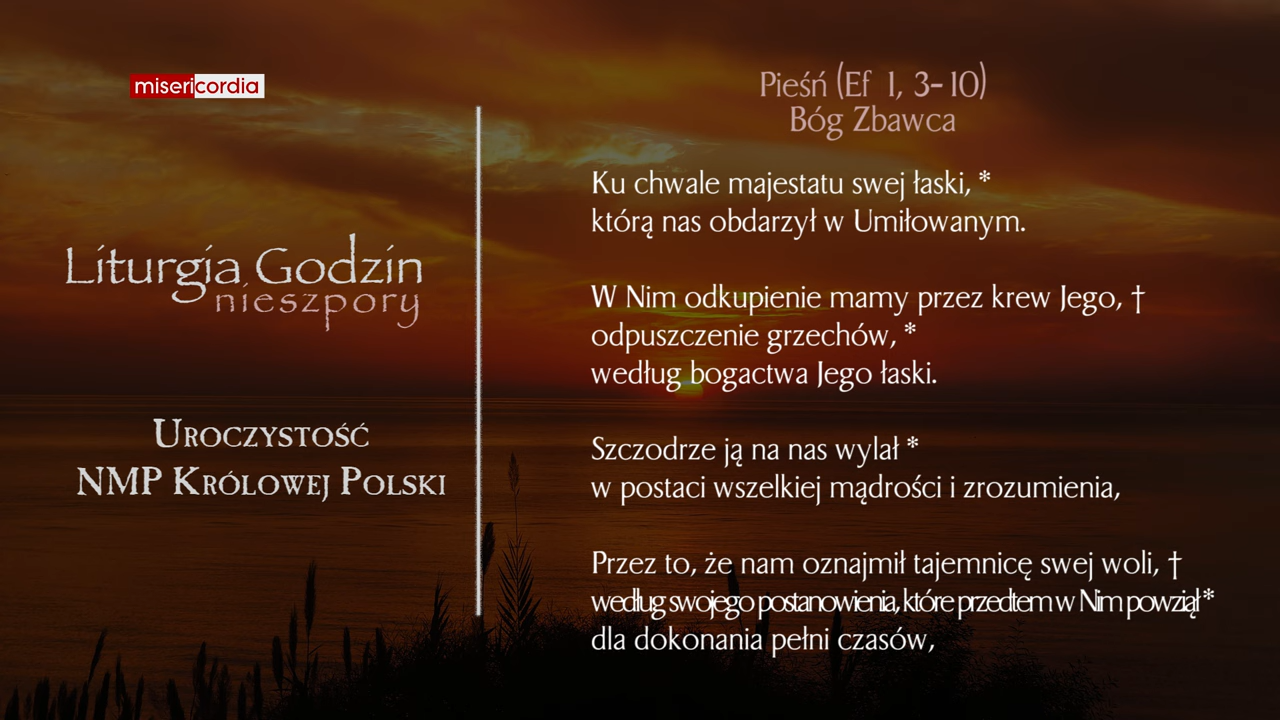 misericordia
Liturgia Godzin
nieszpory
Uroczystość
NMP Królowej Polski
Pieśń (Ef 1, 3-10)
Bóg Zbawca
Ku chwale majestatu swej łaski, *
którą nas obdarzył w Umiłowanym.
W Nim odkupienie mamy przez krew Jego, †
odpuszczenie grzechów, *
według bogactwa Jego łaski.
Szczodrze ją na nas wylał *
w postaci wszelkiej mądrości i zrozumienia,
Przez to, że nam oznajmił tajemnicę swej woli, †
według swojego postanowienia, które przedtem w Nim powziął *
dla dokonania pełni czasów,